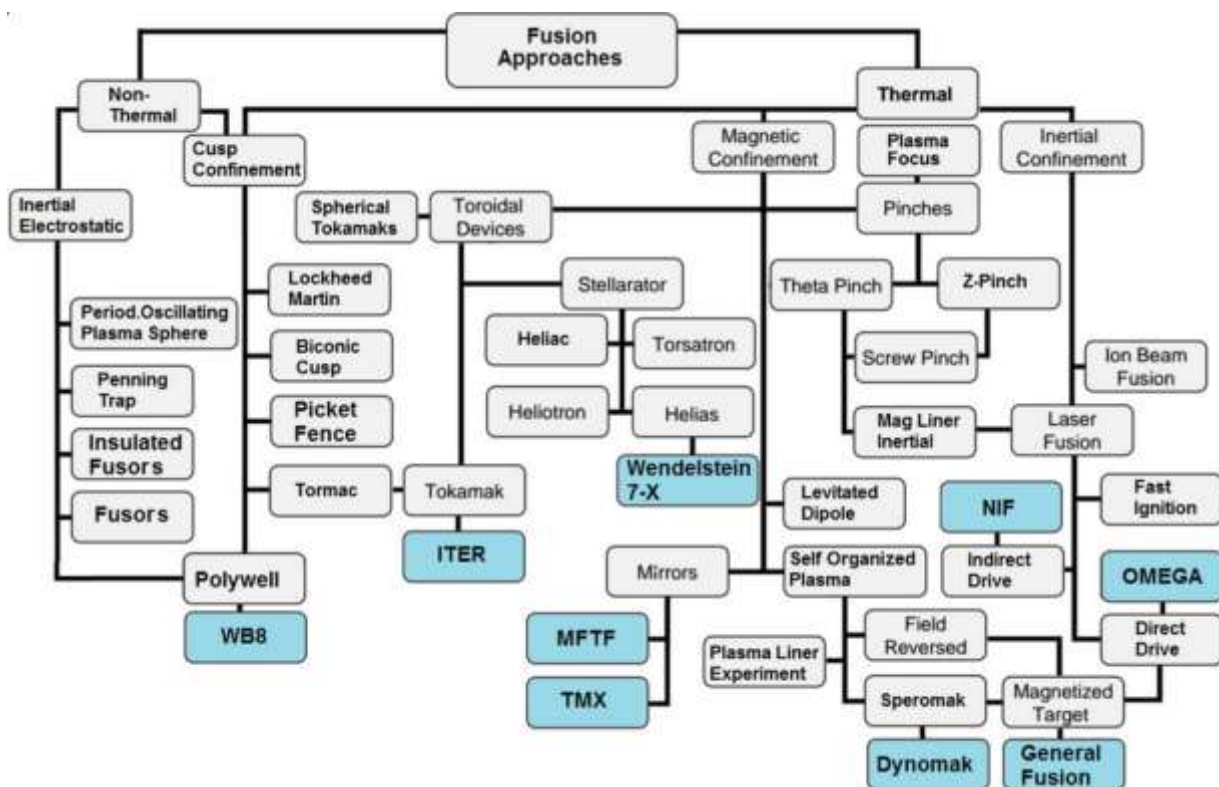 Fusion
Approaches
Non-
Thermal
Thermal
Cusp
Confinement
Magnetic
Confinement
Plasma
Focus
Inertial
Confinement
Inertial
Electrostatic
Spherical
Tokamaks
Toroidal
Devices
Pinches
Lockheed
Martin
Stellarator
Theta Pinch
Z-Pinch
Period.Oscillating
Plasma Sphere
Biconic
Cusp
Heliac
Torsatron
Screw Pinch
Ion Beam
Fusion
Penning
Trap
Picket
Fence
Heliotron
Helias
Mag Liner
Inertial
Laser
Fusion
Insulated
Fusors
Tormac
Tokamak
Wendelstein
7-X
Levitated
Dipole
NIF
Fast
Ignition
Fusors
ITER
Mirrors
Self Organized
Plasma
Indirect
Drive
OMEGA
Polywell
WB8
MFTF
Field
Reversed
Direct
Drive
Plasma Liner
Experiment
TMX
Speromak
Magnetized
Target
Dynomak
General
Fusion